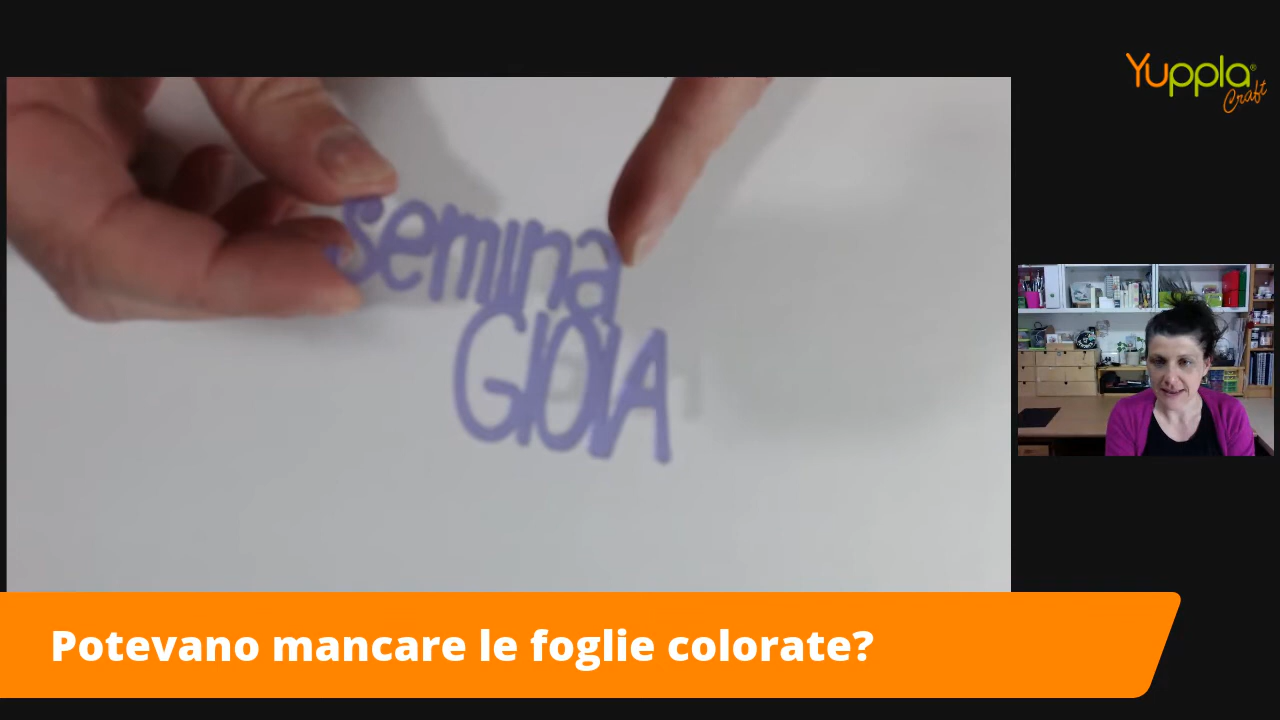 Yuppla®
Craft
semina
GIOIA
Potevano mancare le foglie colorate?